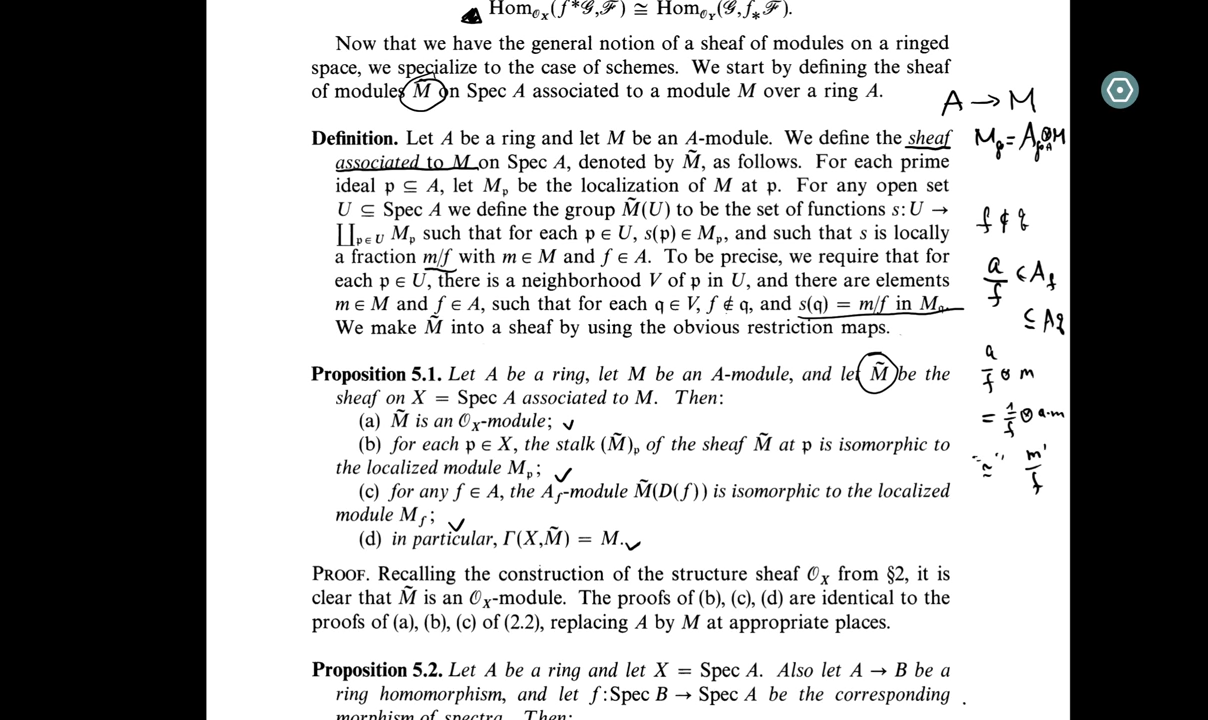 Hom_{𝒪_X}(f*𝒢,ℱ) ≅ Hom_{𝒪_Y}(𝒢,f_*ℱ).
Now that we have the general notion of a sheaf of modules on a ringed
space, we specialize to the case of schemes. We start by defining the sheaf
of modules M̃ on Spec A associated to a module M over a ring A.
Definition. Let A be a ring and let M be an A-module. We define the sheaf
associated to M on Spec A, denoted by M̃, as follows. For each prime
ideal 𝔭 ⊆ A, let M_𝔭 be the localization of M at 𝔭. For any open set
U ⊆ Spec A we define the group M̃(U) to be the set of functions s: U →
∐_{𝔭∈U} M_𝔭 such that for each 𝔭 ∈ U, s(𝔭) ∈ M_𝔭, and such that s is locally
a fraction m/f with m ∈ M and f ∈ A. To be precise, we require that for
each 𝔭 ∈ U, there is a neighborhood V of 𝔭 in U, and there are elements
m ∈ M and f ∈ A, such that for each 𝔮 ∈ V, f ∉ 𝔮, and s(𝔮) = m/f in M_𝔮.
We make M̃ into a sheaf by using the obvious restriction maps.
Proposition 5.1. Let A be a ring, let M be an A-module, and let M̃ be the
sheaf on X = Spec A associated to M. Then:
(a) M̃ is an 𝒪_X-module; ✓
(b) for each 𝔭 ∈ X, the stalk (M̃)_𝔭 of the sheaf M̃ at 𝔭 is isomorphic to
the localized module M_𝔭; ✓
(c) for any f ∈ A, the A_f-module M̃(D(f)) is isomorphic to the localized
module M_f; ✓
(d) in particular, Γ(X,M̃) = M. ✓
PROOF. Recalling the construction of the structure sheaf 𝒪_X from §2, it is
clear that M̃ is an 𝒪_X-module. The proofs of (b), (c), (d) are identical to the
proofs of (a), (b), (c) of (2.2), replacing A by M at appropriate places.
Proposition 5.2. Let A be a ring and let X = Spec A. Also let A → B be a
ring homomorphism, and let f:Spec B → Spec A be the corresponding
morphism of spectra. Then:
A → M
M_𝔭 = A_𝔭 ⊗_A M
f ∉ 𝔮
a/f ∈ A_f
⊆ A_𝔮
a/f ⊗ m
= 1/f ⊗ a·m
"≅" m'/f